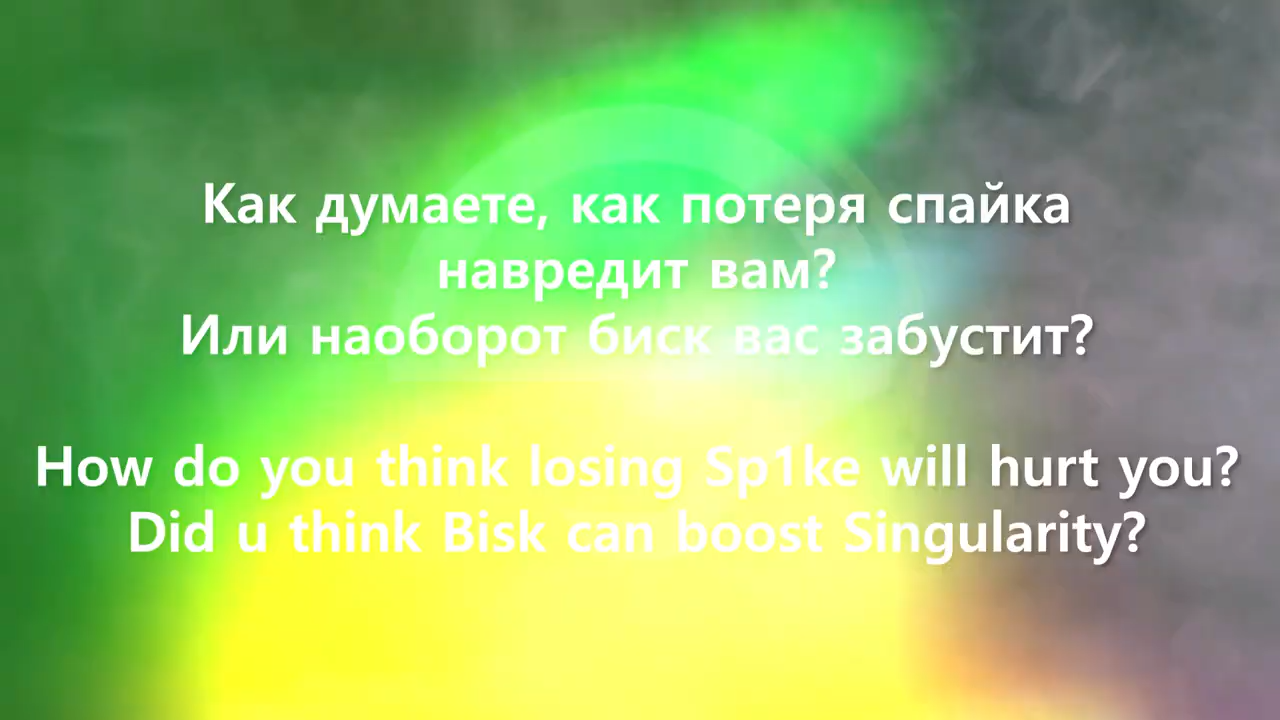 Как думаете, как потеря спайка
навредит вам?
Или наоборот биск вас забустит?
How do you think losing Sp1ke will hurt you?
Did u think Bisk can boost Singularity?